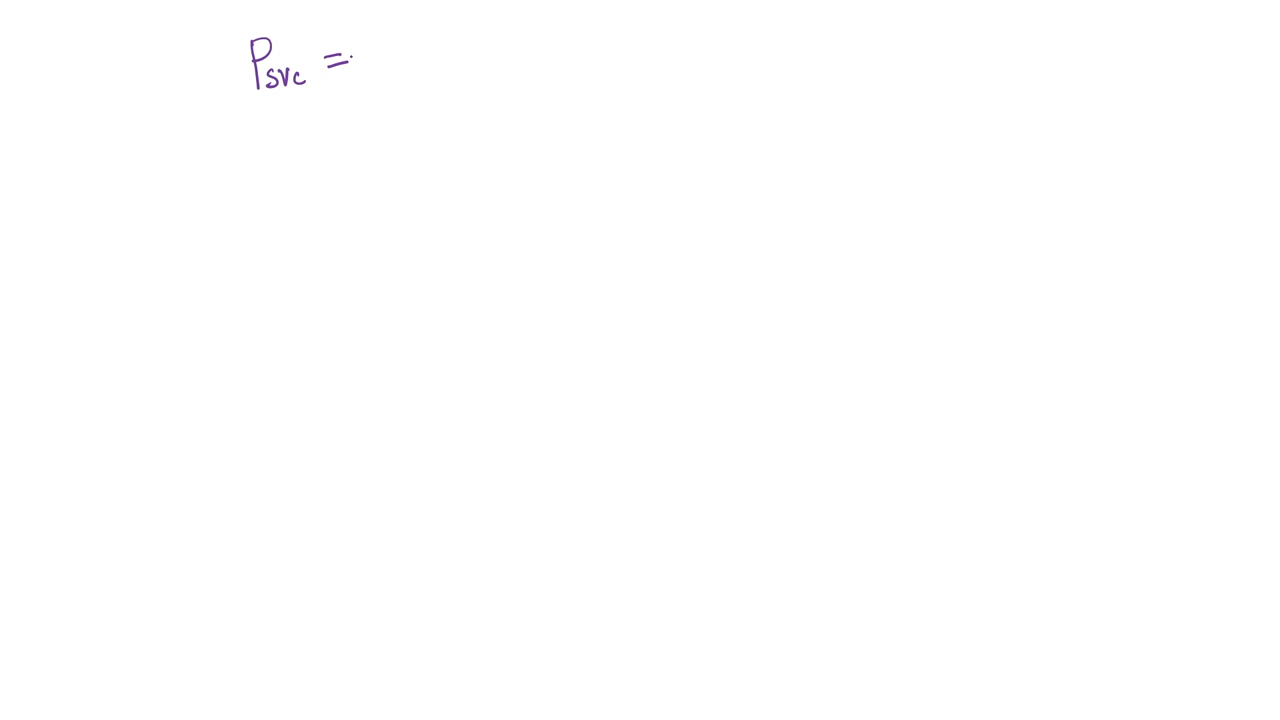 Psvc =